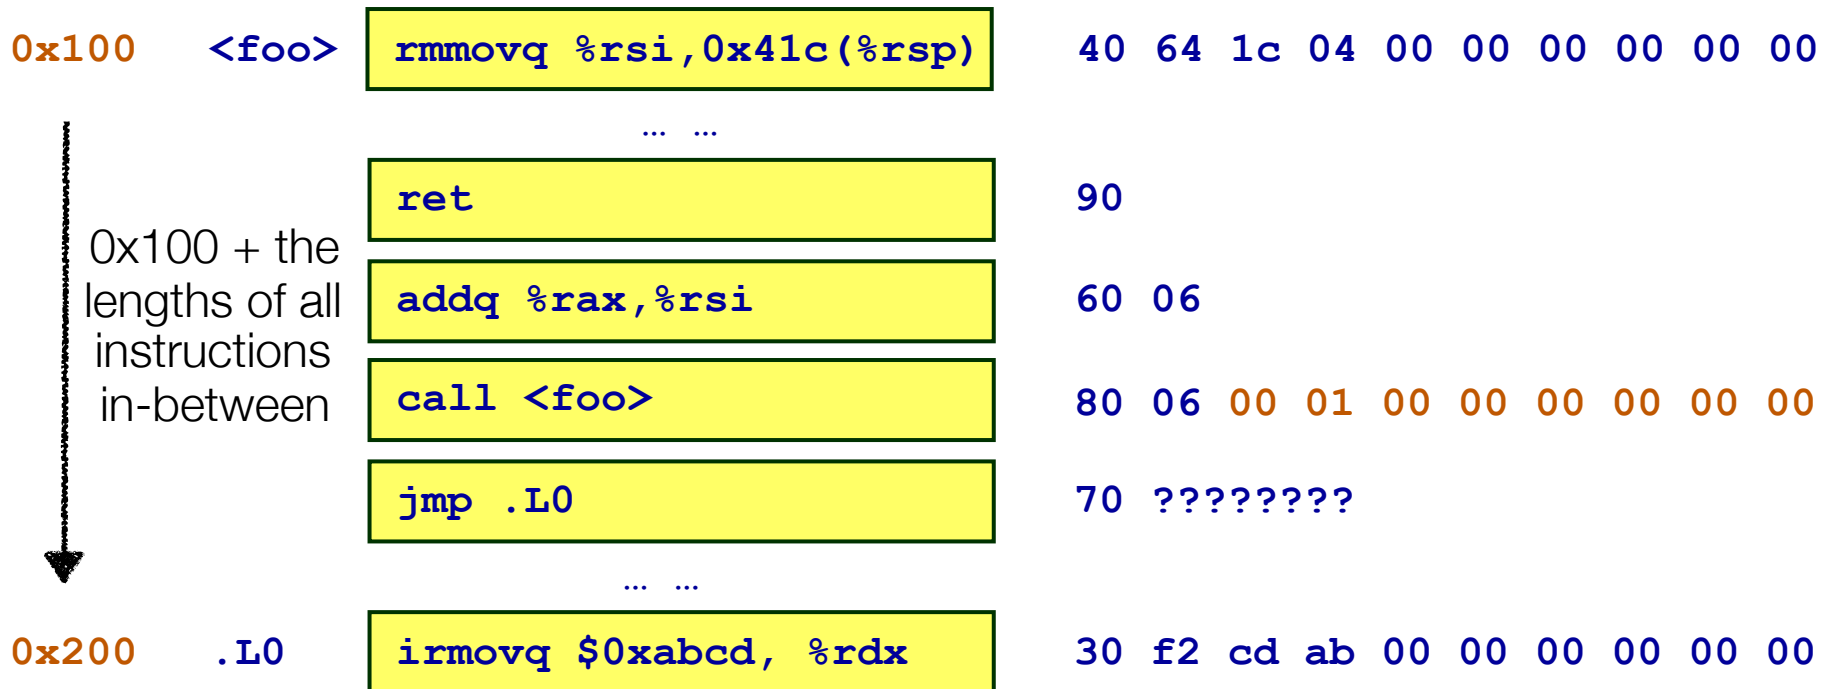 0x100 <foo> rmmovq %rsi,0x41c(%rsp) 40 64 1c 04 00 00 00 00 00 00
… …
ret 90
0x100 + the
lengths of all
instructions
in-between
addq %rax,%rsi 60 06
call <foo> 80 06 00 01 00 00 00 00 00 00
jmp .L0 70 ????????
… …
0x200 .L0 irmovq $0xabcd, %rdx 30 f2 cd ab 00 00 00 00 00 00